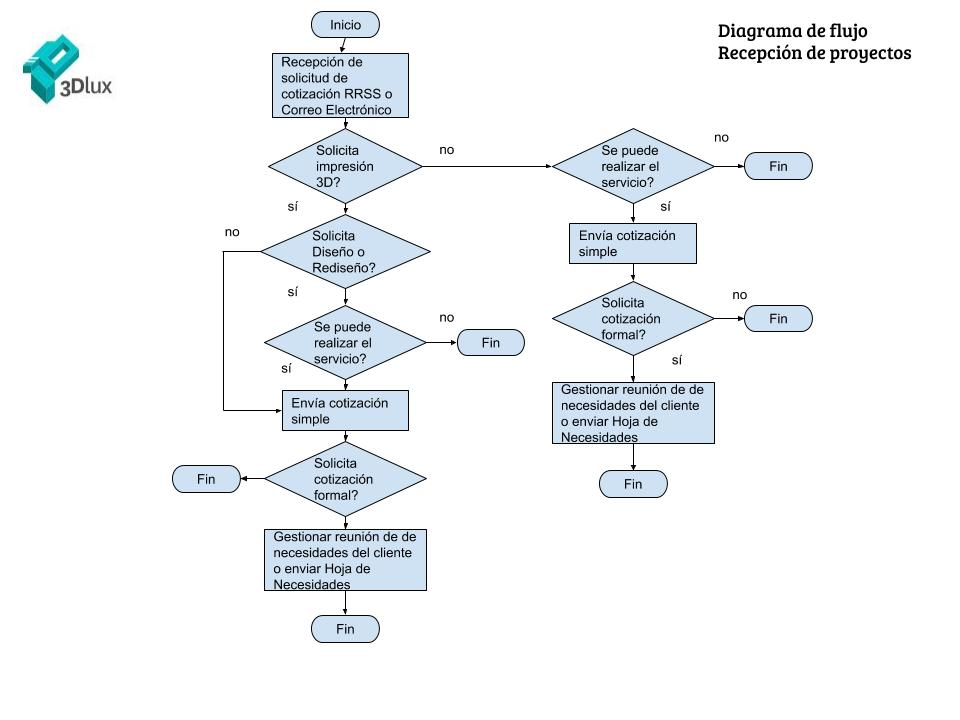 Diagrama de flujo
Recepción de proyectos
3Dlux
Inicio
Recepción de
solicitud de
cotización RRSS o
Correo Electrónico
Solicita
impresión
3D?
no
Se puede
realizar el
servicio?
no
Fin
sí
sí
Envía cotización
simple
no
Solicita
Diseño o
Rediseño?
sí
Solicita
cotización
formal?
no
Fin
Se puede
realizar el
servicio?
no
Fin
sí
sí
Gestionar reunión de de
necesidades del cliente
o enviar Hoja de
Necesidades
Envía cotización
simple
Fin
Solicita
cotización
formal?
Fin
Gestionar reunión de de
necesidades del cliente
o enviar Hoja de
Necesidades
Fin